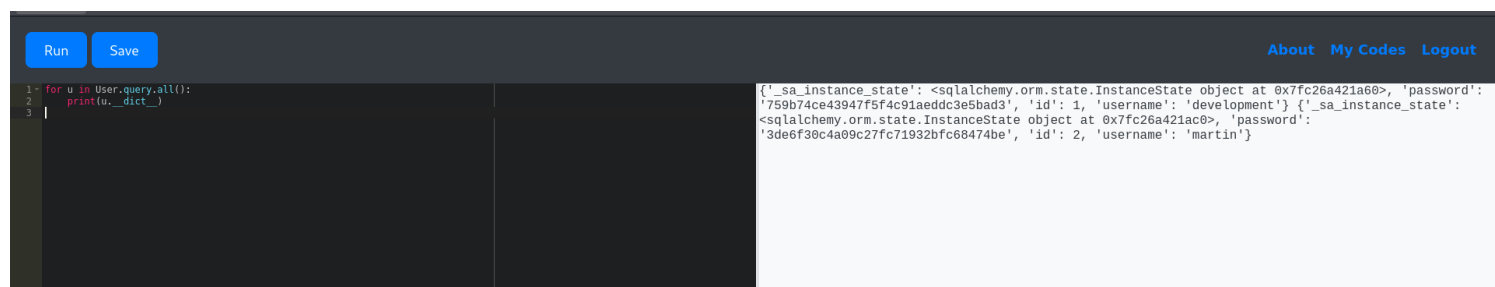 Run Save About My Codes Logout
1 for u in User.query.all():
2 print(u.__dict__)
3
{'_sa_instance_state': <sqlalchemy.orm.state.InstanceState object at 0x7fc26a421a60>, 'password':
'759b74ce43947f5f4c91aeddc3e5bad3', 'id': 1, 'username': 'development'} {'_sa_instance_state':
<sqlalchemy.orm.state.InstanceState object at 0x7fc26a421ac0>, 'password':
'3de6f30c4a09c27fc71932bfc68474be', 'id': 2, 'username': 'martin'}